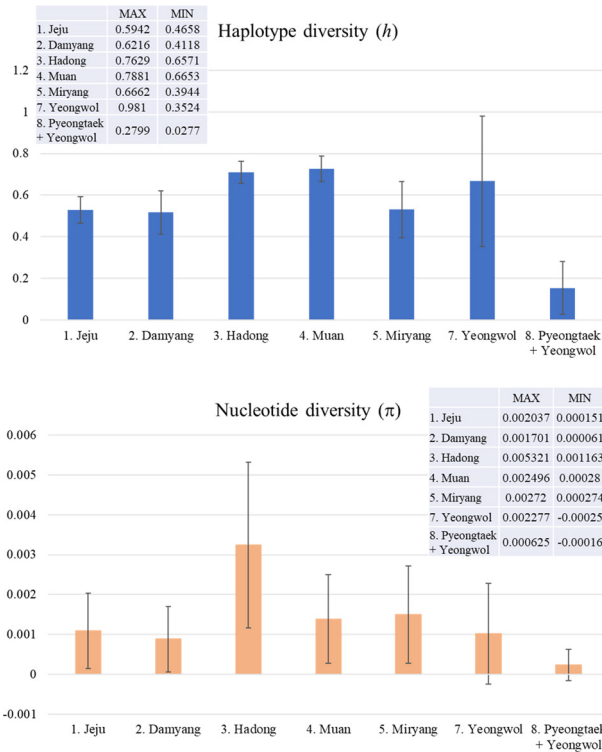 MAX MIN
1. Jeju 0.5942 0.4658
2. Damyang 0.6216 0.4118
3. Hadong 0.7629 0.6571
4. Muan 0.7881 0.6653
5. Miryang 0.6662 0.3944
7. Yeongwol 0.981 0.3524
8. Pyeongtaek
+ Yeongwol 0.2799 0.0277
Haplotype diversity (h)
1.2
1
0.8
0.6
0.4
0.2
0
1. Jeju 2. Damyang 3. Hadong 4. Muan 5. Miryang 7. Yeongwol 8. Pyeongtaek
+ Yeongwol
Nucleotide diversity (π)
MAX MIN
1. Jeju 0.002037 0.000151
2. Damyang 0.001701 0.000061
3. Hadong 0.005321 0.001163
4. Muan 0.002496 0.00028
5. Miryang 0.00272 0.000274
7. Yeongwol 0.002277 -0.00025
8. Pyeongtaek
+ Yeongwol 0.000625 -0.00016
0.006
0.005
0.004
0.003
0.002
0.001
0
-0.001
1. Jeju 2. Damyang 3. Hadong 4. Muan 5. Miryang 7. Yeongwol 8. Pyeongtaek
+ Yeongwol